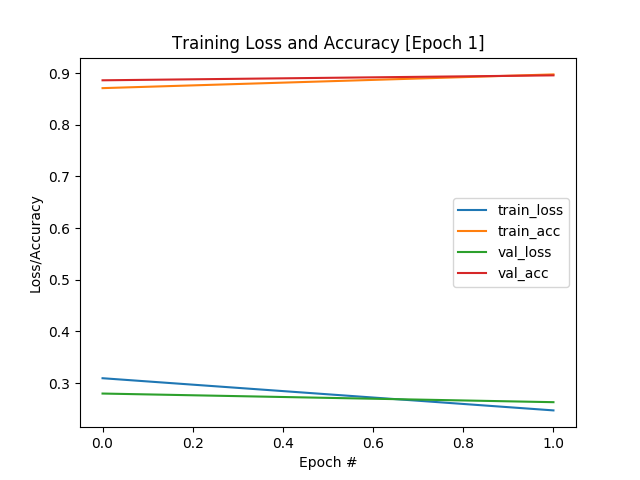 Training Loss and Accuracy [Epoch 1]
Loss/Accuracy
0.9
0.8
0.7
0.6
0.5
0.4
0.3
train_loss
train_acc
val_loss
val_acc
0.0 0.2 0.4 0.6 0.8 1.0
Epoch #